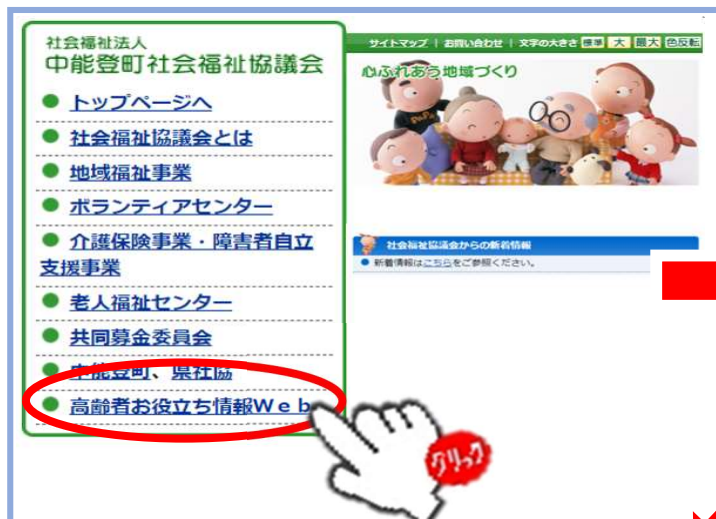 社会福祉法人
中能登町社会福祉協議会
トップページへ
社会福祉協議会とは
地域福祉事業
ボランティアセンター
介護保険事業・障害者自立
支援事業
老人福祉センター
共同募金委員会
中能登町、県社協
高齢者お役立ち情報Ｗｅｂ
サイトマップ | お問い合わせ | 文字の大きさ 標準 大 最大 色反転
心ふれあう地域づくり
社会福祉協議会からの新着情報
新着情報はこちらをご参照ください。
クリック